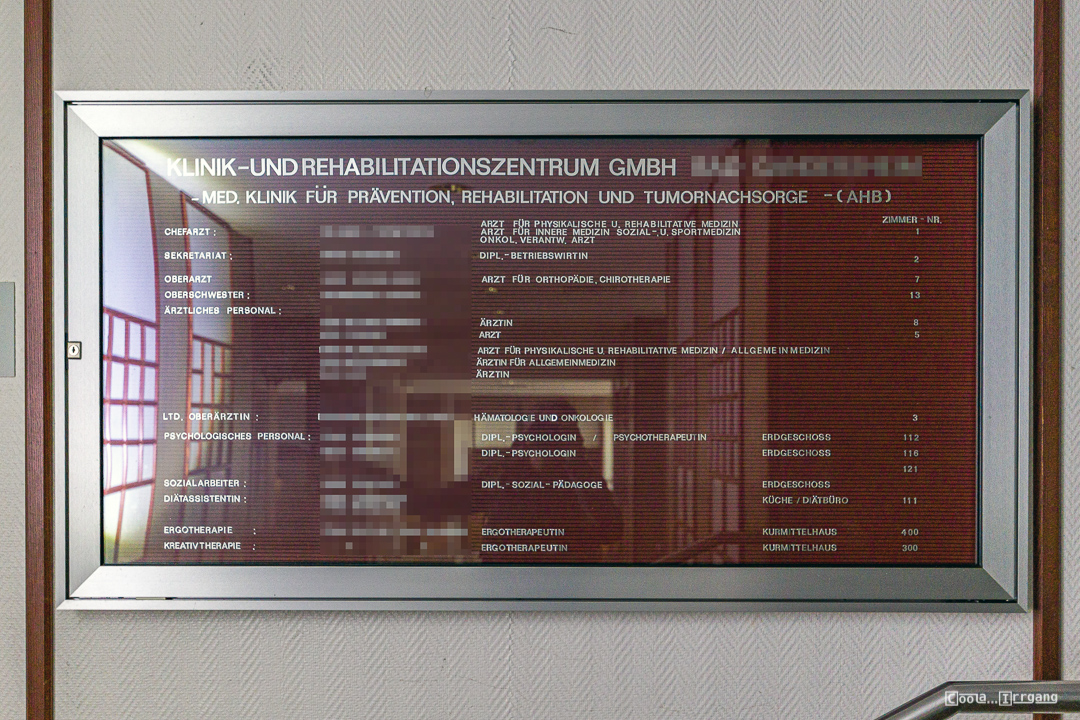 KLINIK-UND REHABILITATIONSZENTRUM GMBH
- MED. KLINIK FÜR PRÄVENTION, REHABILITATION UND TUMORNACHSORGE - (AHB)
ZIMMER - NR.
ARZT FÜR PHYSIKALISCHE U. REHABILITATIVE MEDIZIN
CHEFARZT : ARZT FÜR INNERE MEDIZIN SOZIAL-,U, SPORTMEDIZIN 1
ONKOL, VERANTW, ARZT
SEKRETARIAT : DIPL,-BETRIEBSWIRTIN 2
OBERARZT ARZT FÜR ORTHOPÄDIE, CHIROTHERAPIE 7
OBERSCHWESTER : 13
ÄRZTLICHES PERSONAL :
ÄRZTIN 8
ARZT 5
ARZT FÜR PHYSIKALISCHE U. REHABILITATIVE MEDIZIN / ALLGEMEINMEDIZIN
ÄRZTIN FÜR ALLGEMEINMEDIZIN
ÄRZTIN
LTD. OBERÄRZTIN : HÄMATOLOGIE UND ONKOLOGIE 3
PSYCHOLOGISCHES PERSONAL : DIPL,-PSYCHOLOGIN / PSYCHOTHERAPEUTIN ERDGESCHOSS 112
DIPL,-PSYCHOLOGIN ERDGESCHOSS 116
121
SOZIALARBEITER : DIPL,-SOZIAL-PÄDAGOGE ERDGESCHOSS
DIÄTASSISTENTIN : KÜCHE / DIÄTBÜRO 111
ERGOTHERAPIE : ERGOTHERAPEUTIN KURMITTELHAUS 400
KREATIVTHERAPIE : ERGOTHERAPEUTIN KURMITTELHAUS 300
Coola...Irrgang